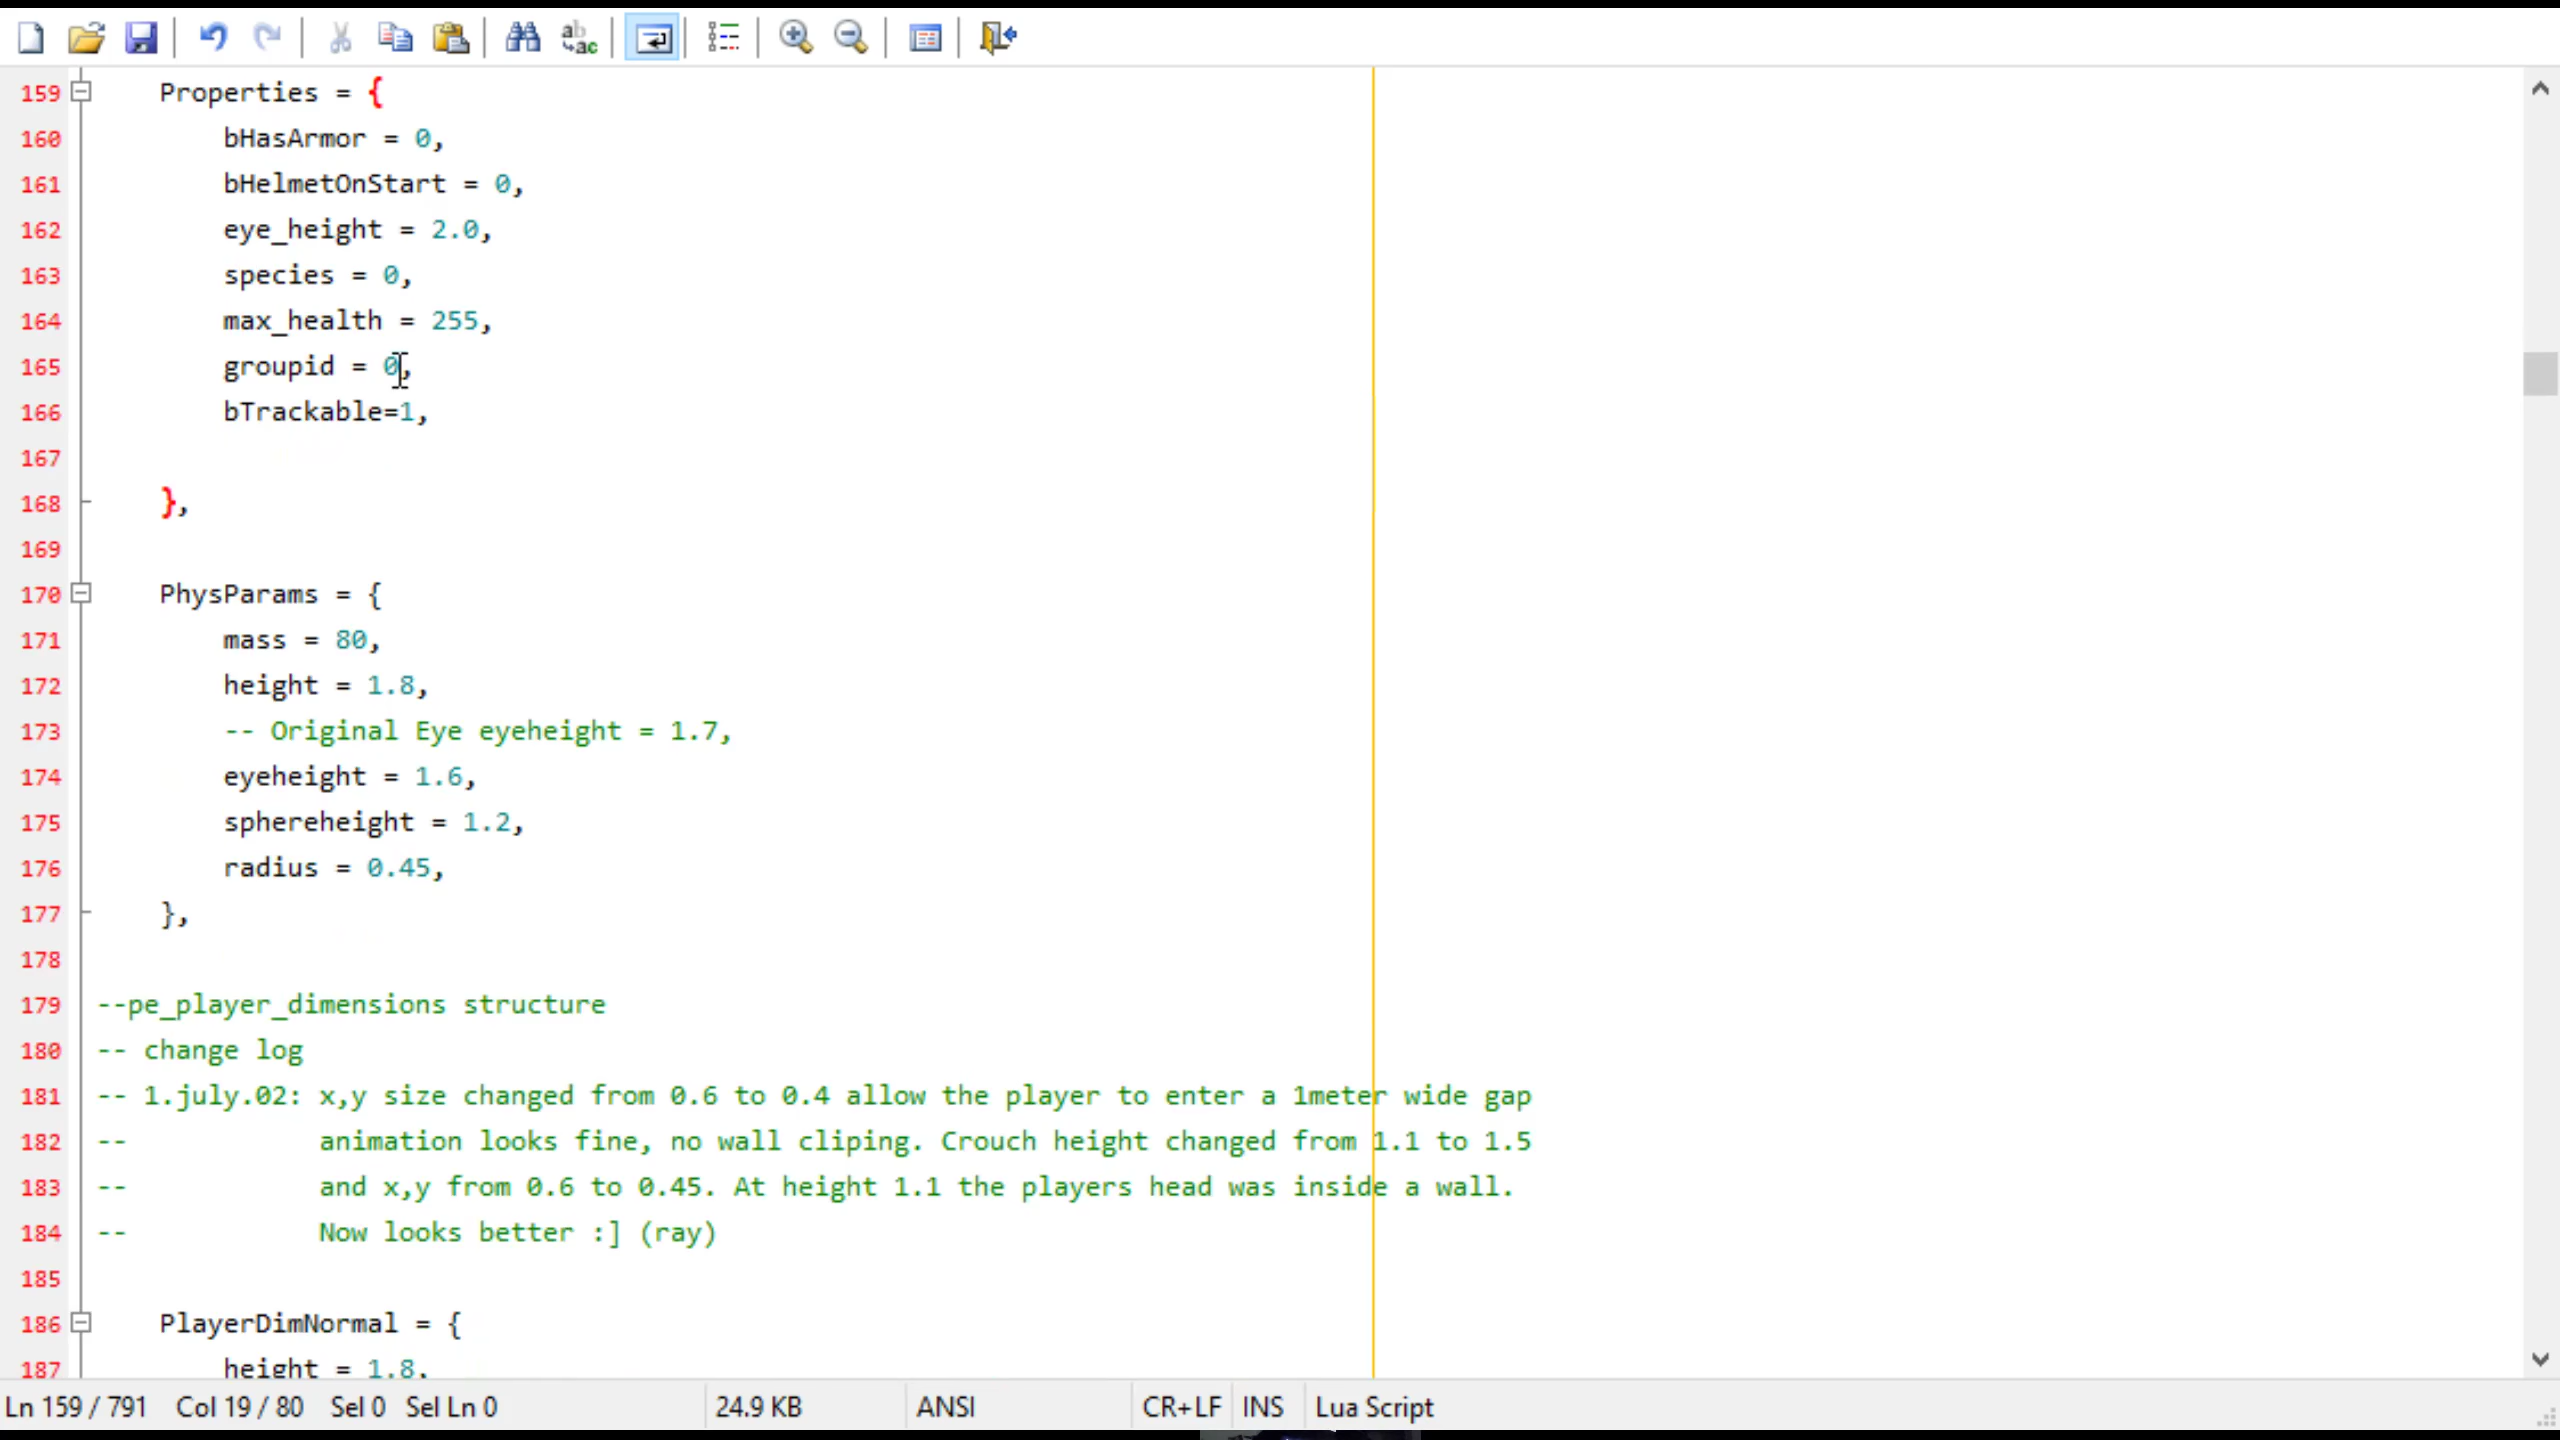 ab
ac
159 Properties = {
160 bHasArmor = 0,
161 bHelmetOnStart = 0,
162 eye_height = 2.0,
163 species = 0,
164 max_health = 255,
165 groupid = 0,
166 bTrackable=1,
167
168 },
169
170 PhysParams = {
171 mass = 80,
172 height = 1.8,
173 -- Original Eye eyeheight = 1.7,
174 eyeheight = 1.6,
175 sphereheight = 1.2,
176 radius = 0.45,
177 },
178
179 --pe_player_dimensions structure
180 -- change log
181 -- 1.july.02: x,y size changed from 0.6 to 0.4 allow the player to enter a 1meter wide gap
182 -- animation looks fine, no wall cliping. Crouch height changed from 1.1 to 1.5
183 -- and x,y from 0.6 to 0.45. At height 1.1 the players head was inside a wall.
184 -- Now looks better :] (ray)
185
186 PlayerDimNormal = {
187 height = 1.8,
Ln 159 / 791 Col 19 / 80 Sel 0 Sel Ln 0 24.9 KB ANSI CR+LF INS Lua Script